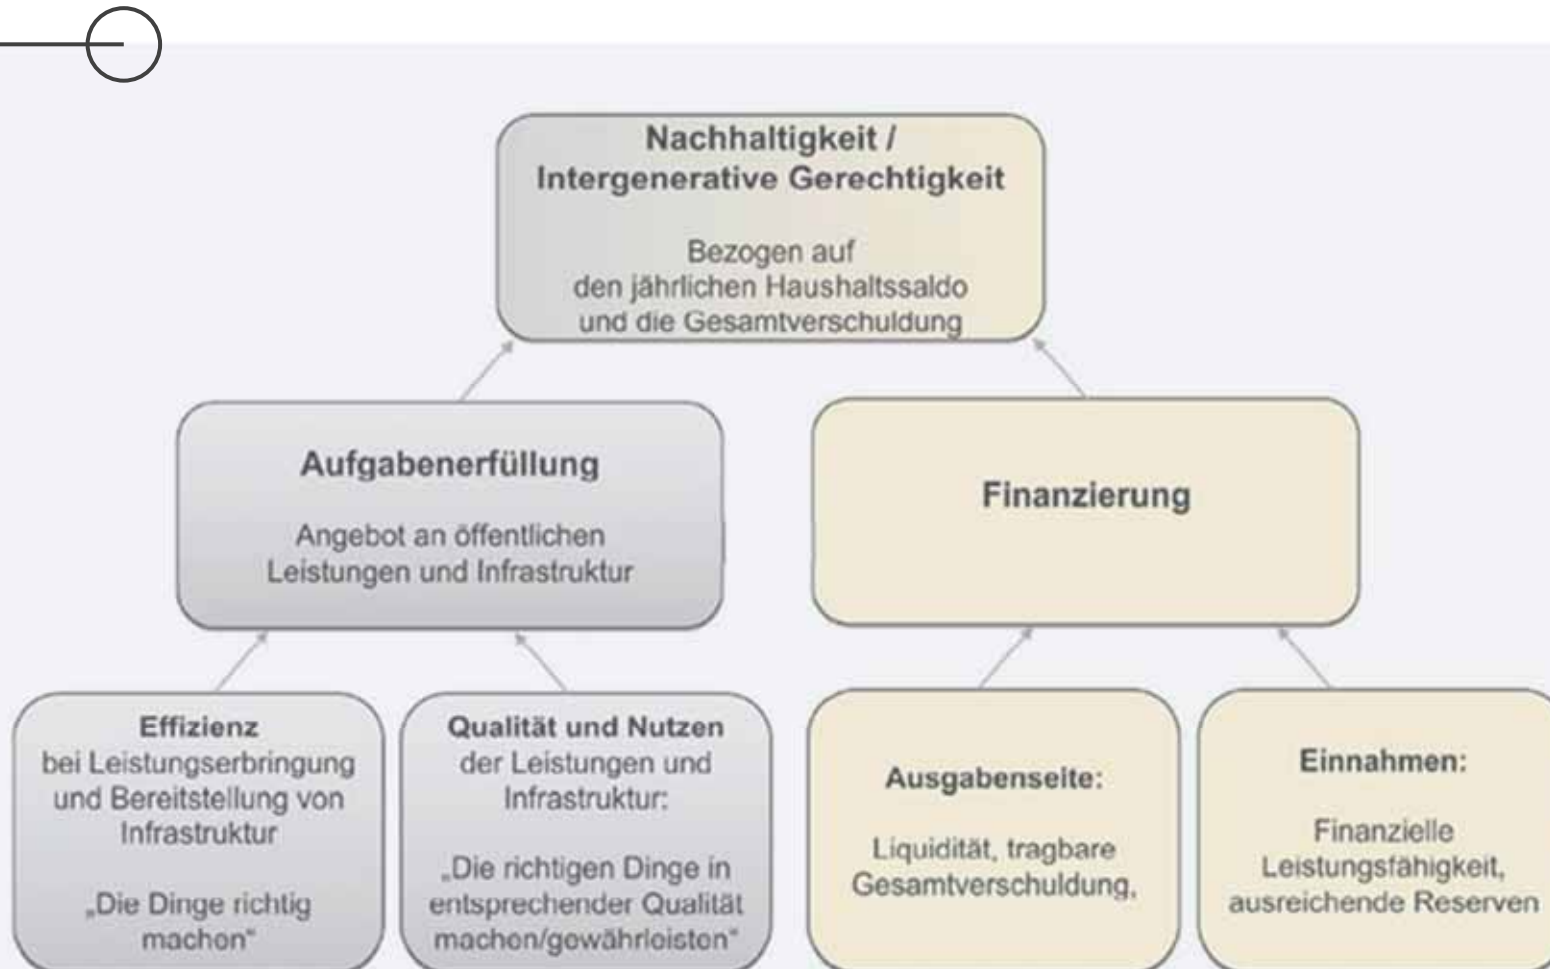 Nachhaltigkeit /
Intergenerative Gerechtigkeit
Bezogen auf
den jährlichen Haushaltssaldo
und die Gesamtverschuldung
Aufgabenerfüllung
Angebot an öffentlichen
Leistungen und Infrastruktur
Finanzierung
Effizienz
bei Leistungserbringung
und Bereitstellung von
Infrastruktur
„Die Dinge richtig
machen“
Qualität und Nutzen
der Leistungen und
Infrastruktur:
„Die richtigen Dinge in
entsprechender Qualität
machen/gewährleisten“
Ausgabenseite:
Liquidität, tragbare
Gesamtverschuldung,
Einnahmen:
Finanzielle
Leistungsfähigkeit,
ausreichende Reserven